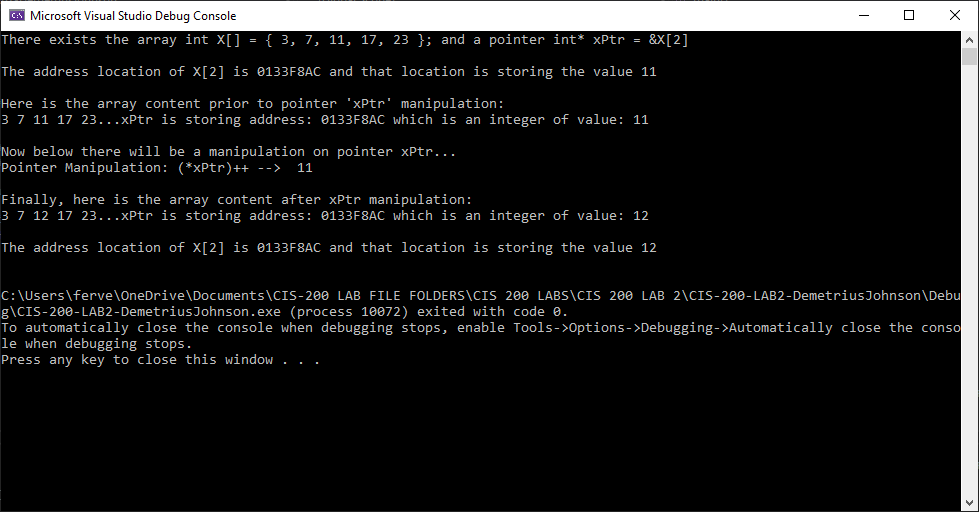 Microsoft Visual Studio Debug Console
There exists the array int X[] = { 3, 7, 11, 17, 23 }; and a pointer int* xPtr = &X[2]
The address location of X[2] is 0133F8AC and that location is storing the value 11
Here is the array content prior to pointer 'xPtr' manipulation:
3 7 11 17 23...xPtr is storing address: 0133F8AC which is an integer of value: 11
Now below there will be a manipulation on pointer xPtr...
Pointer Manipulation: (*xPtr)++ -->  11
Finally, here is the array content after xPtr manipulation:
3 7 12 17 23...xPtr is storing address: 0133F8AC which is an integer of value: 12
The address location of X[2] is 0133F8AC and that location is storing the value 12
C:\Users\ferve\OneDrive\Documents\CIS-200 LAB FILE FOLDERS\CIS 200 LABS\CIS 200 LAB 2\CIS-200-LAB2-DemetriusJohnson\Debu
g\CIS-200-LAB2-DemetriusJohnson.exe (process 10072) exited with code 0.
To automatically close the console when debugging stops, enable Tools->Options->Debugging->Automatically close the conso
le when debugging stops.
Press any key to close this window . . .